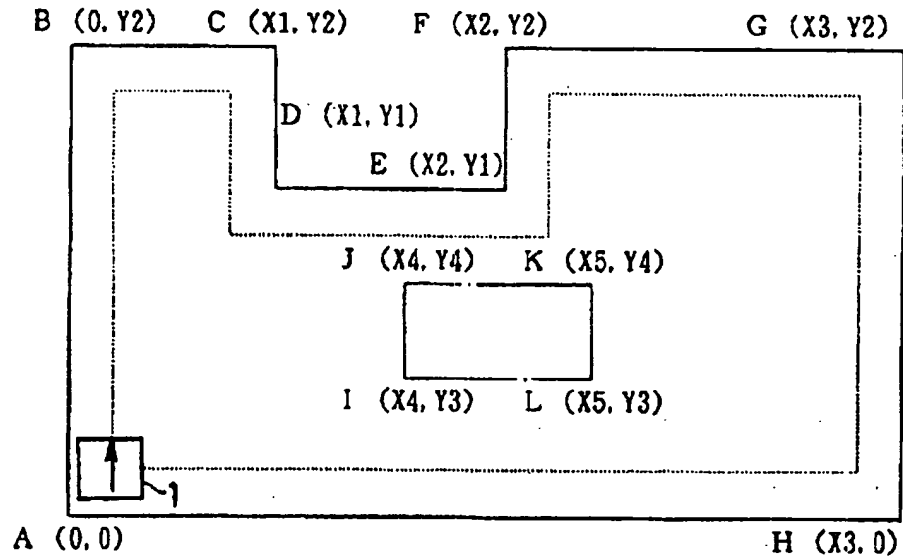 B (0, Y2) C (X1, Y2) F (X2, Y2) G (X3, Y2)
D (X1, Y1)
E (X2, Y1)
J (X4, Y4) K (X5, Y4)
I (X4, Y3) L (X5, Y3)
1
A (0, 0) H (X3, 0)